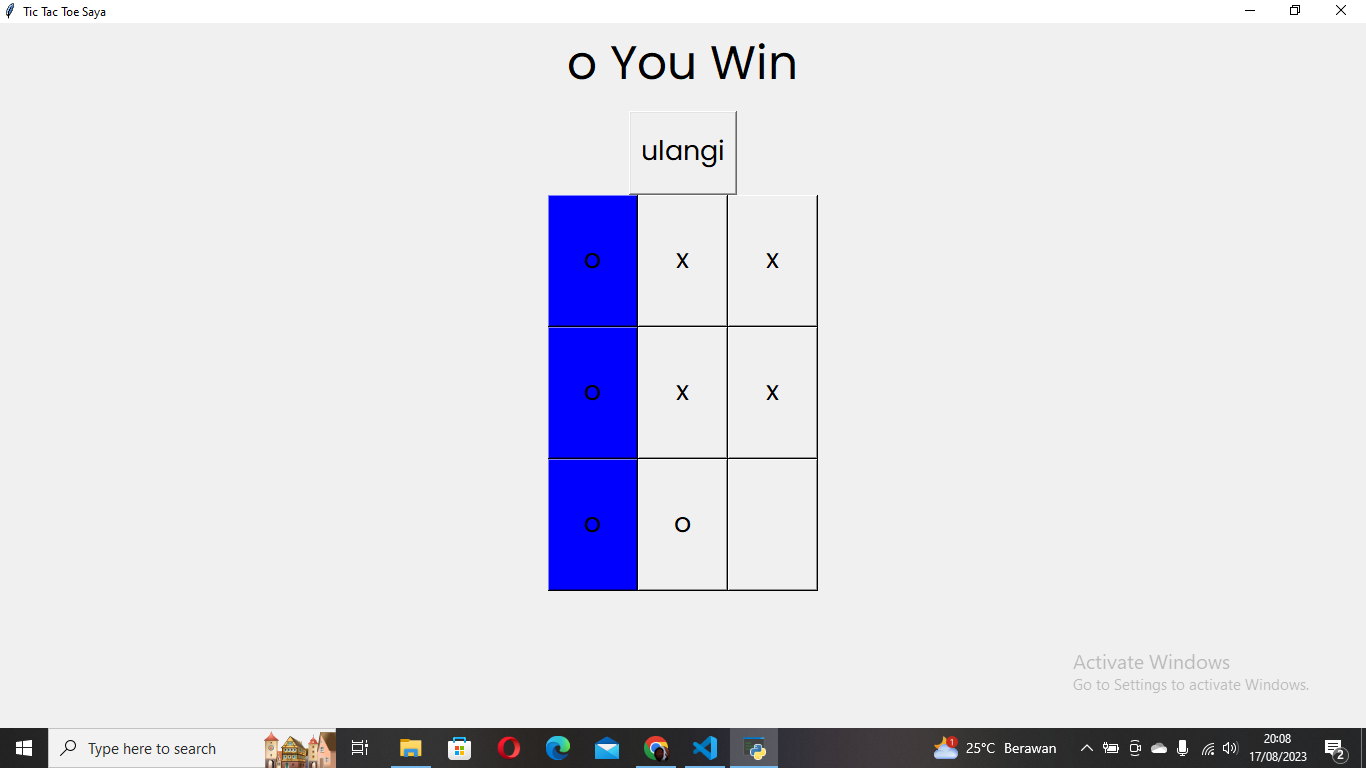 Tic Tac Toe Saya
o You Win
ulangi
o x x
o x x
o o
Activate Windows
Go to Settings to activate Windows.
Type here to search
1
25°C Berawan
20:08
17/08/2023
2